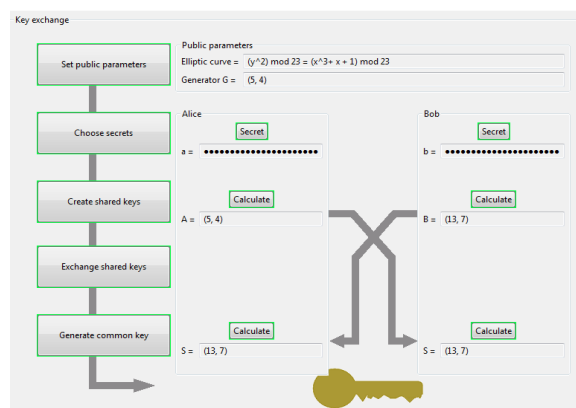 Key exchange
Set public parameters
Choose secrets
Create shared keys
Exchange shared keys
Generate common key
Public parameters
Elliptic curve = (y^2) mod 23 = (x^3+ x + 1) mod 23
Generator G = (5, 4)
Alice
Secret
a = ●●●●●●●●●●●●●●●●●●●●●●
Calculate
A = (5, 4)
Calculate
S = (13, 7)
Bob
Secret
b = ●●●●●●●●●●●●●●●●●●●●●●
Calculate
B = (13, 7)
Calculate
S = (13, 7)